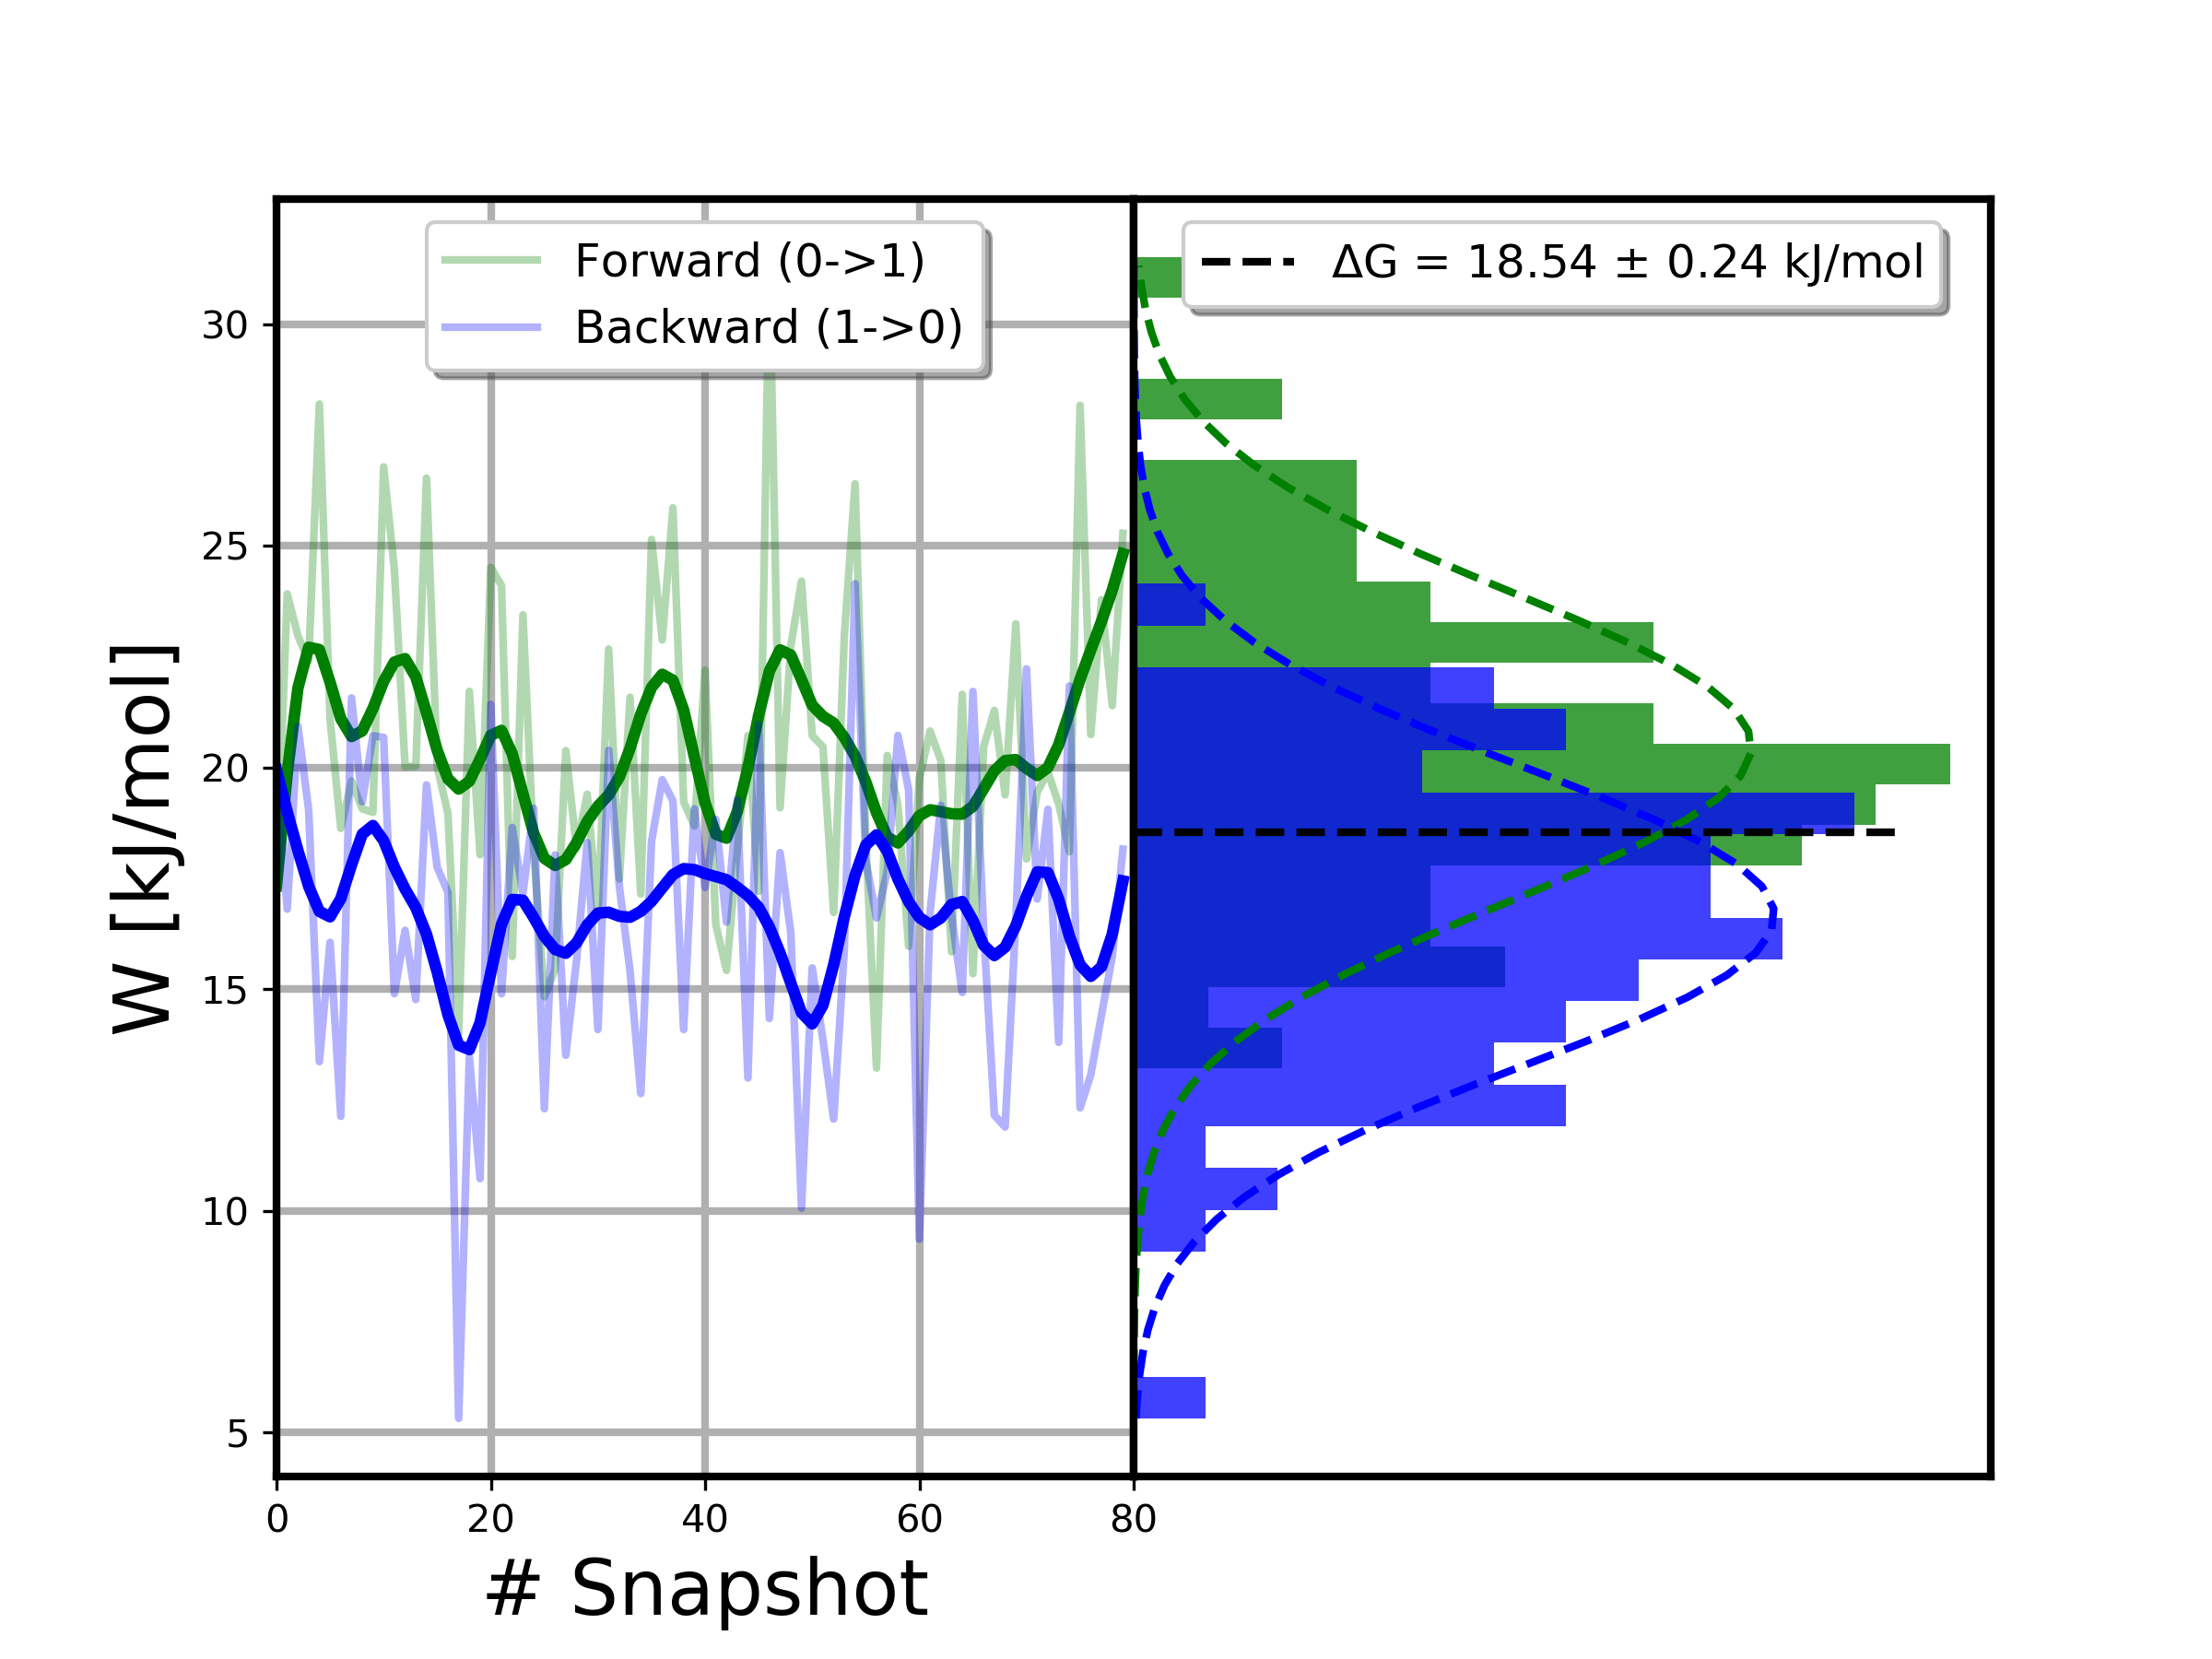 Forward (0->1)
Backward (1->0)
ΔG = 18.54 ± 0.24 kJ/mol
W [kJ/mol]
30
25
20
15
10
5
0
20
40
60
80
# Snapshot